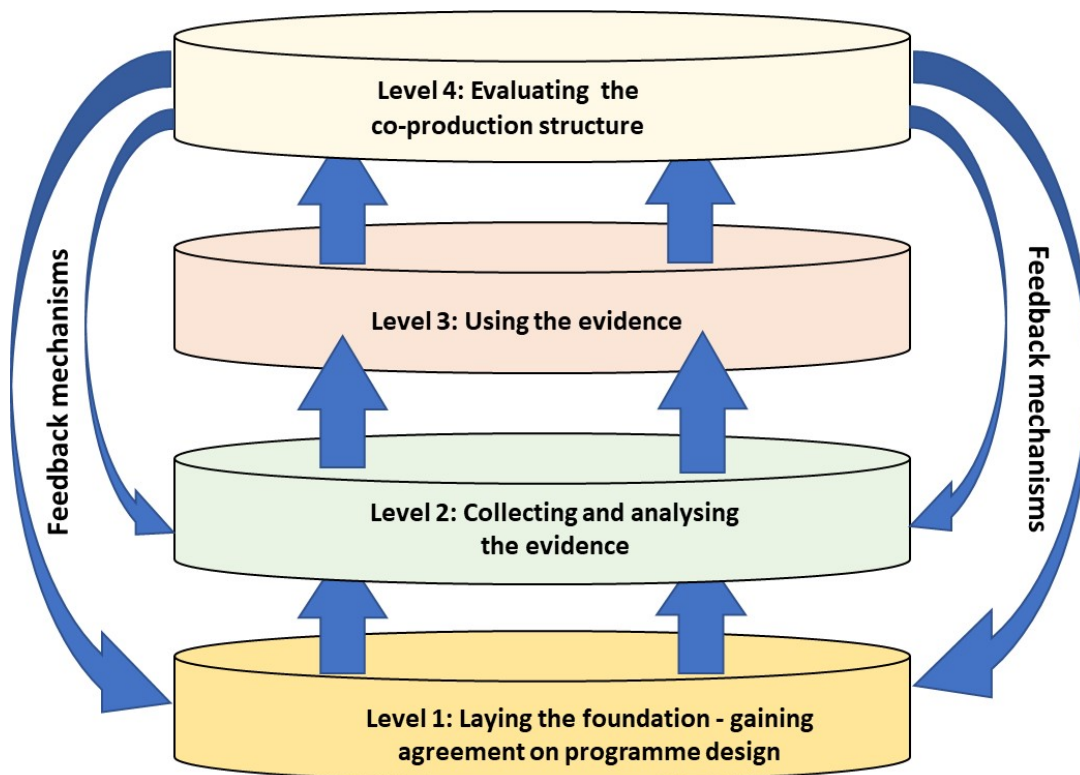 Level 4: Evaluating the
co-production structure
Feedback mechanisms
Feedback mechanisms
Level 3: Using the evidence
Level 2: Collecting and analysing
the evidence
Level 1: Laying the foundation - gaining
agreement on programme design